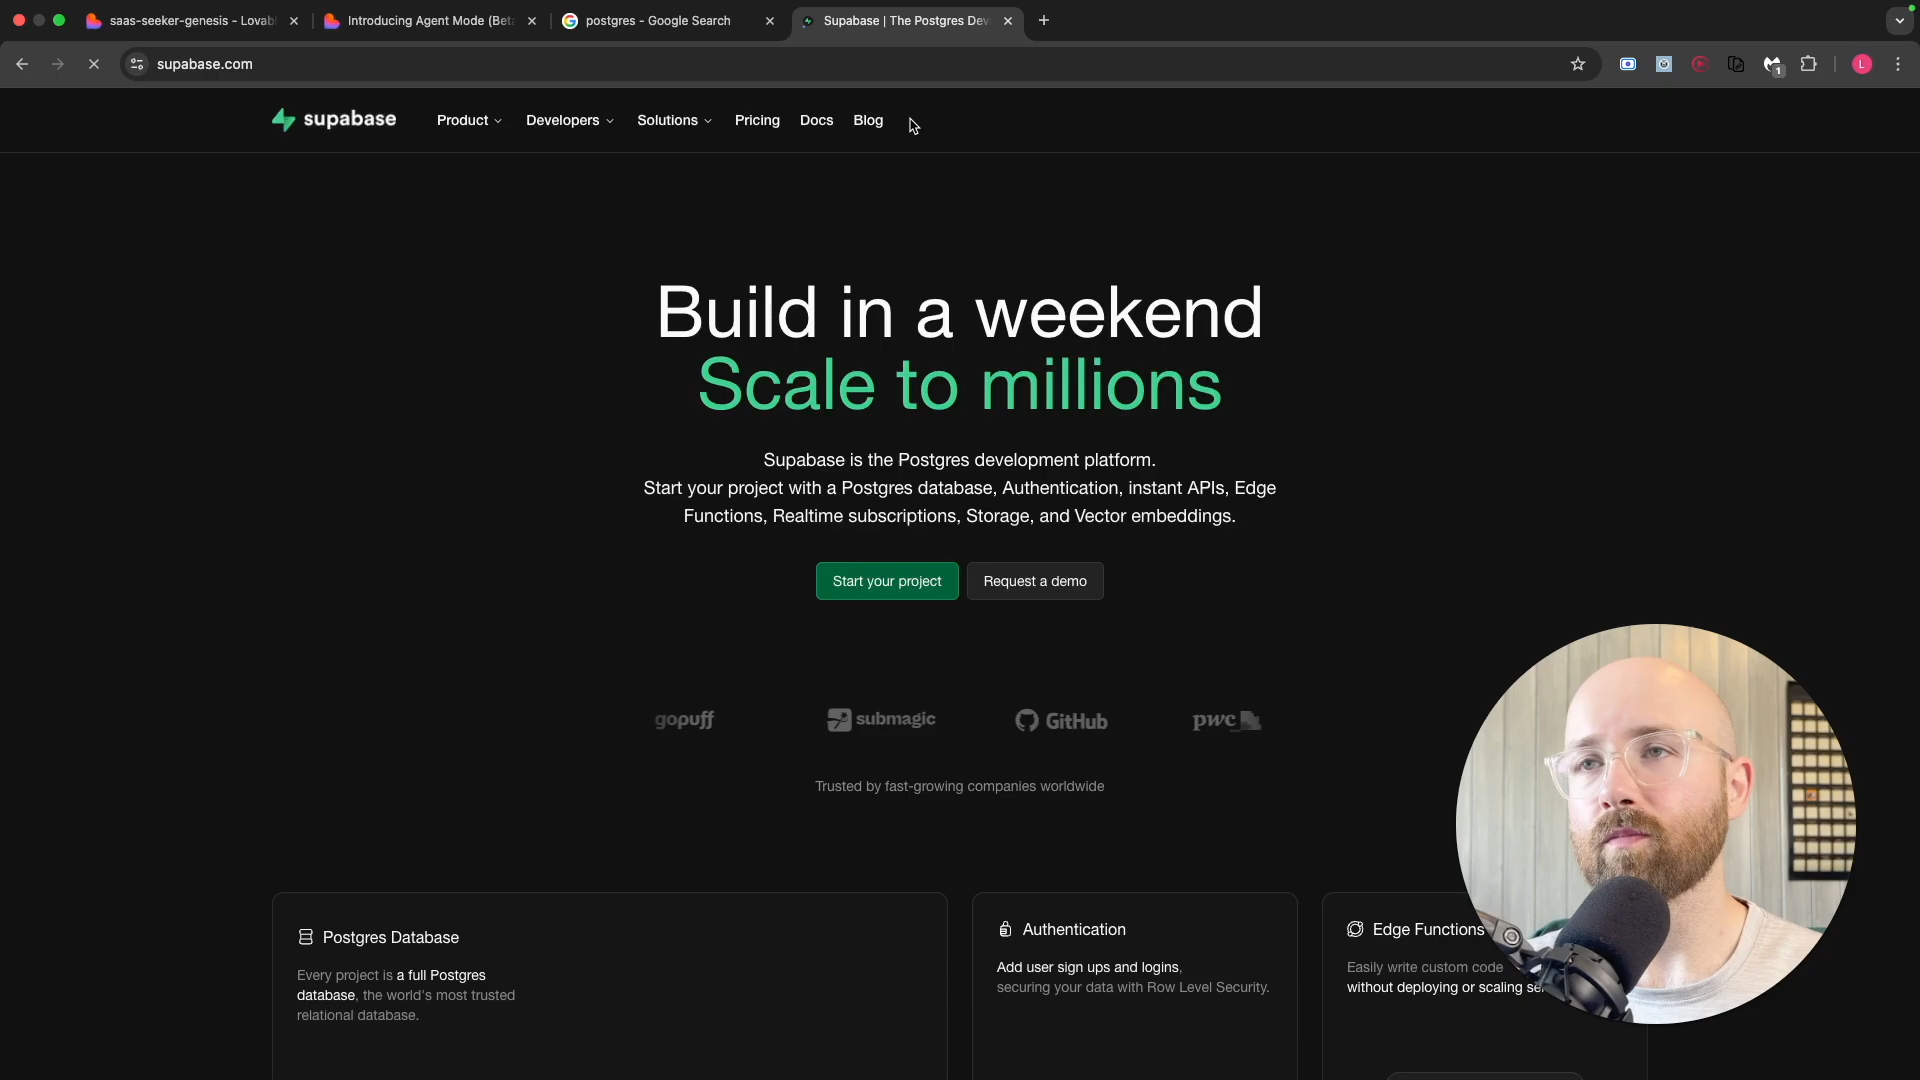 saas-seeker-genesis - Lovab
Introducing Agent Mode (Bet
postgres - Google Search
Supabase | The Postgres Dev
supabase.com
1
L
supabase
Product
Developers
Solutions
Pricing
Docs
Blog
Build in a weekend
Scale to millions
Supabase is the Postgres development platform.
Start your project with a Postgres database, Authentication, instant APIs, Edge
Functions, Realtime subscriptions, Storage, and Vector embeddings.
Start your project
Request a demo
gopuff
submagic
GitHub
pwc
Trusted by fast-growing companies worldwide
Postgres Database
Every project is a full Postgres
database, the world's most trusted
relational database.
Authentication
Add user sign ups and logins,
securing your data with Row Level Security.
Edge Functions
Easily write custom code
without deploying or scaling se